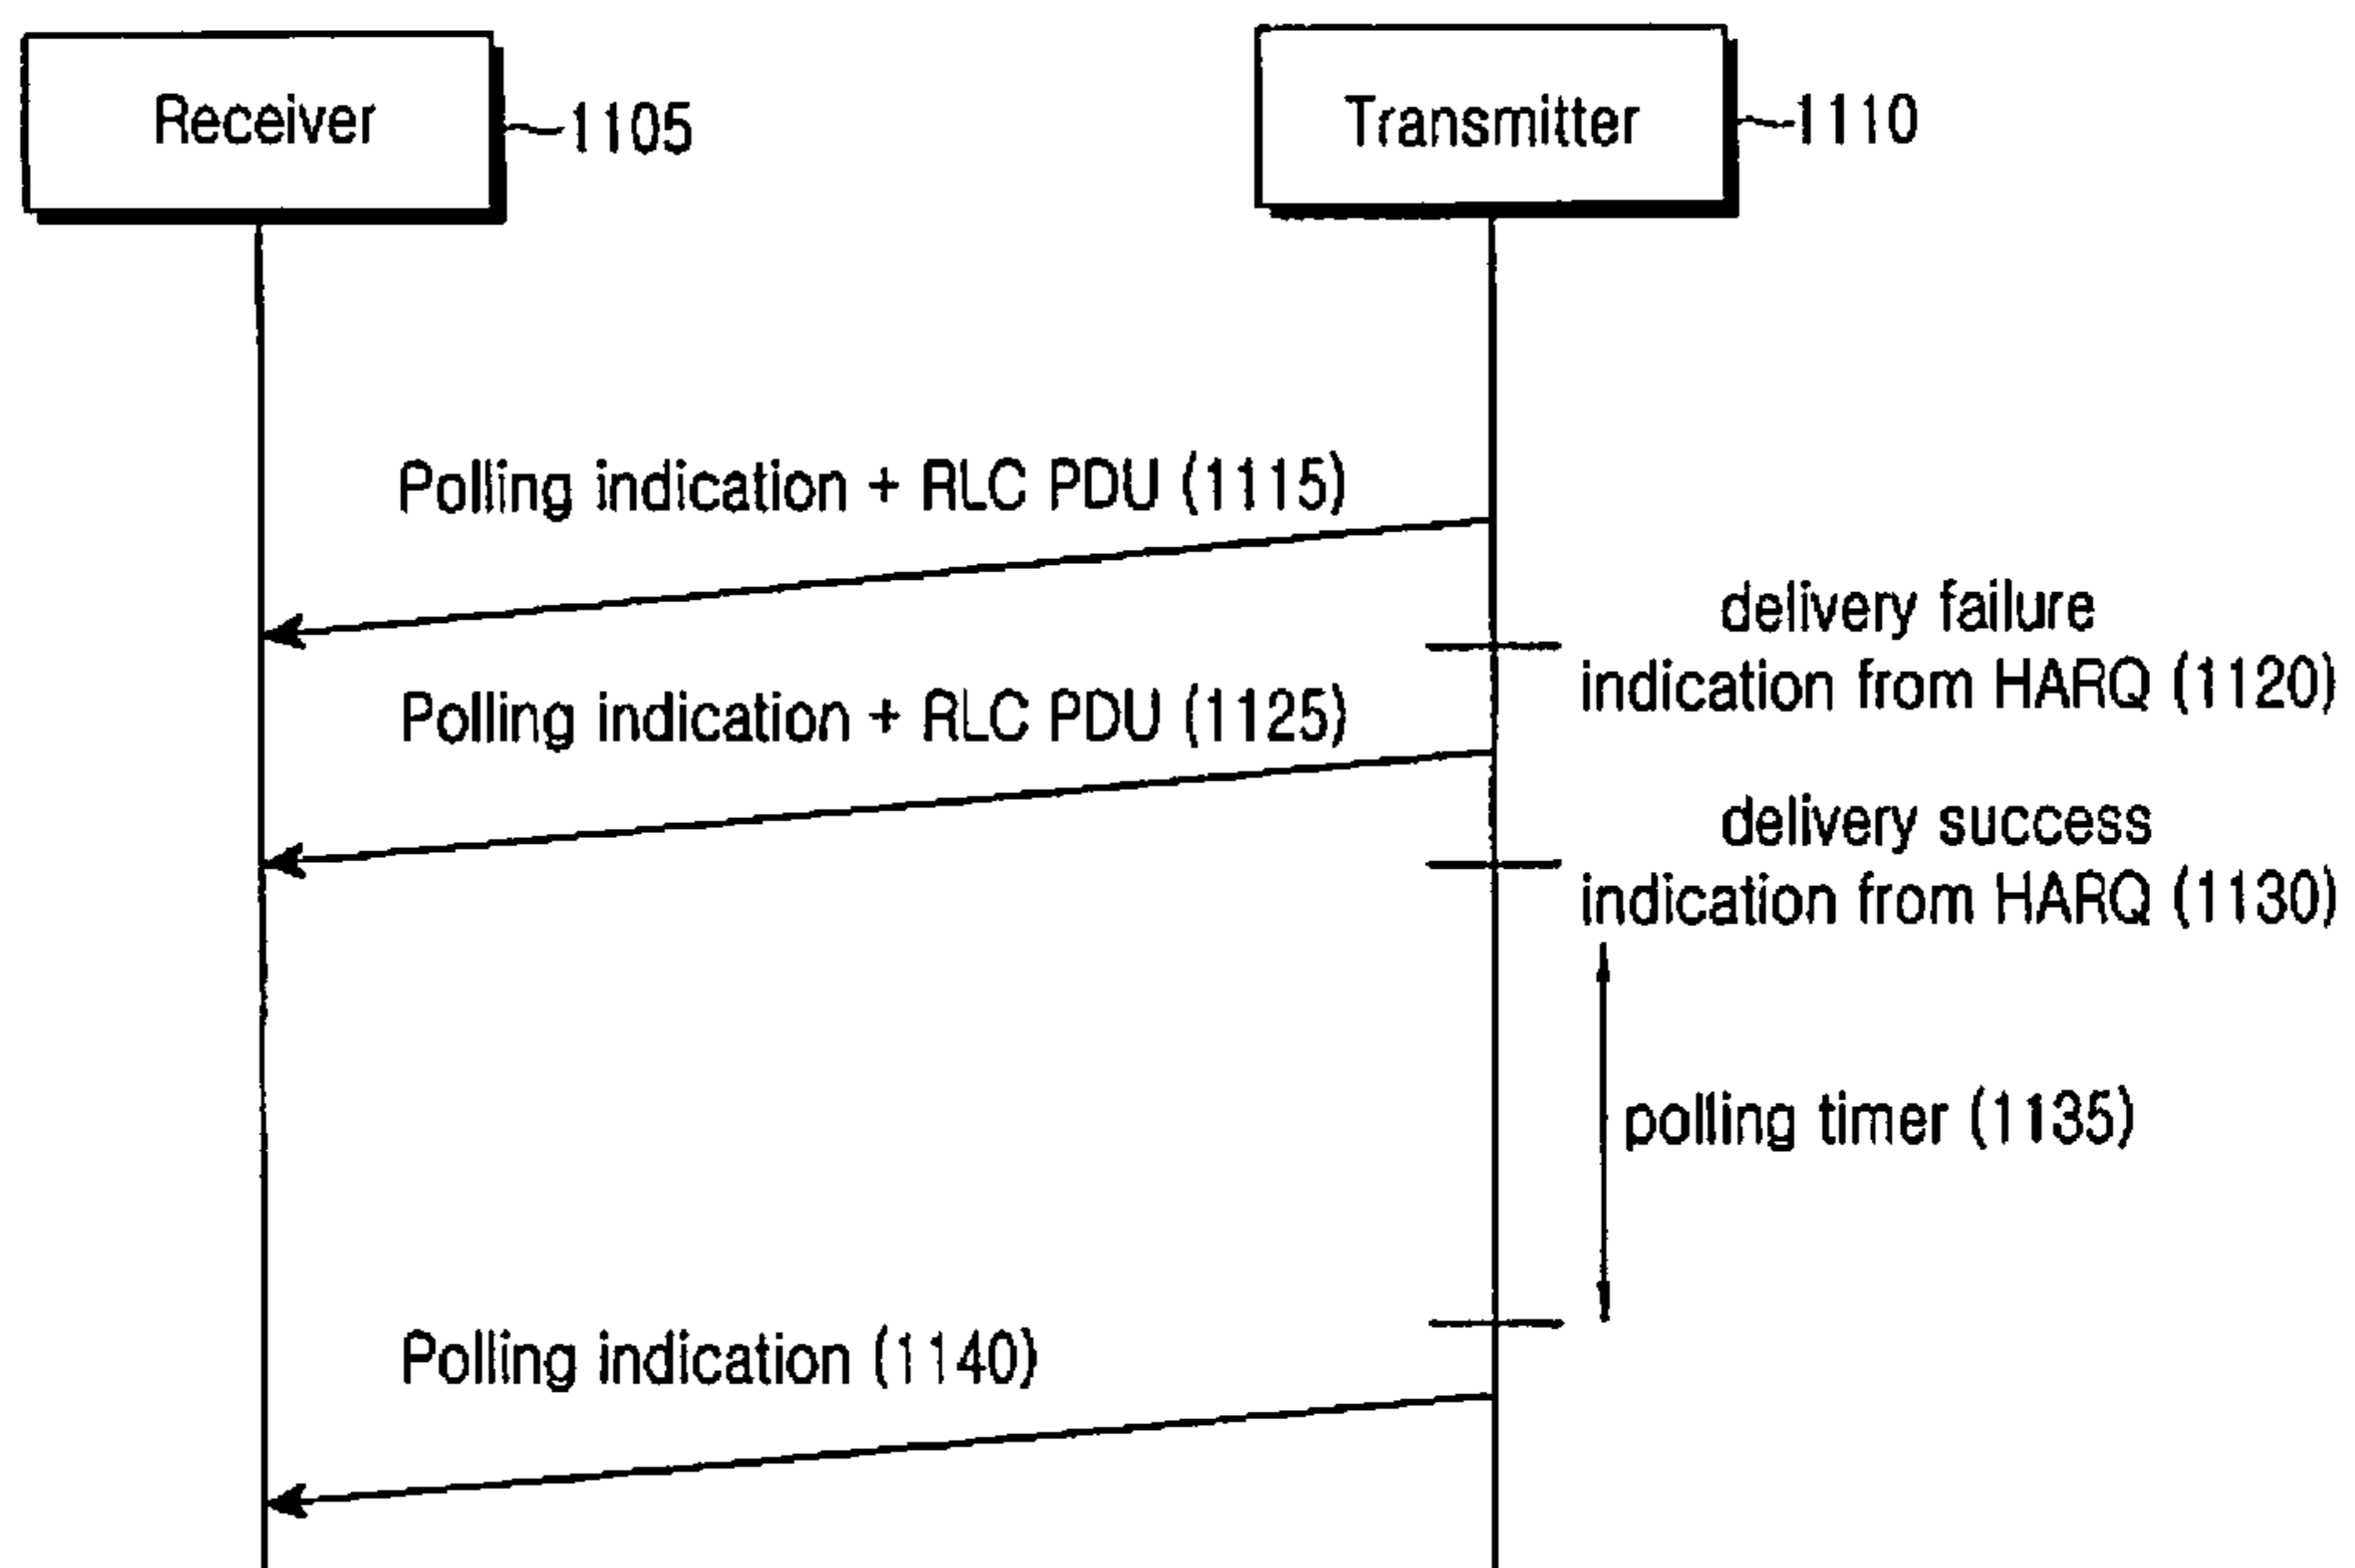 Receiver
1105
Transmitter
1110
Polling indication + RLC PDU (1115)
delivery failure
indication from HARQ (1120)
Polling indication + RLC PDU (1125)
delivery success
indication from HARQ (1130)
polling timer (1135)
Polling indication (1140)